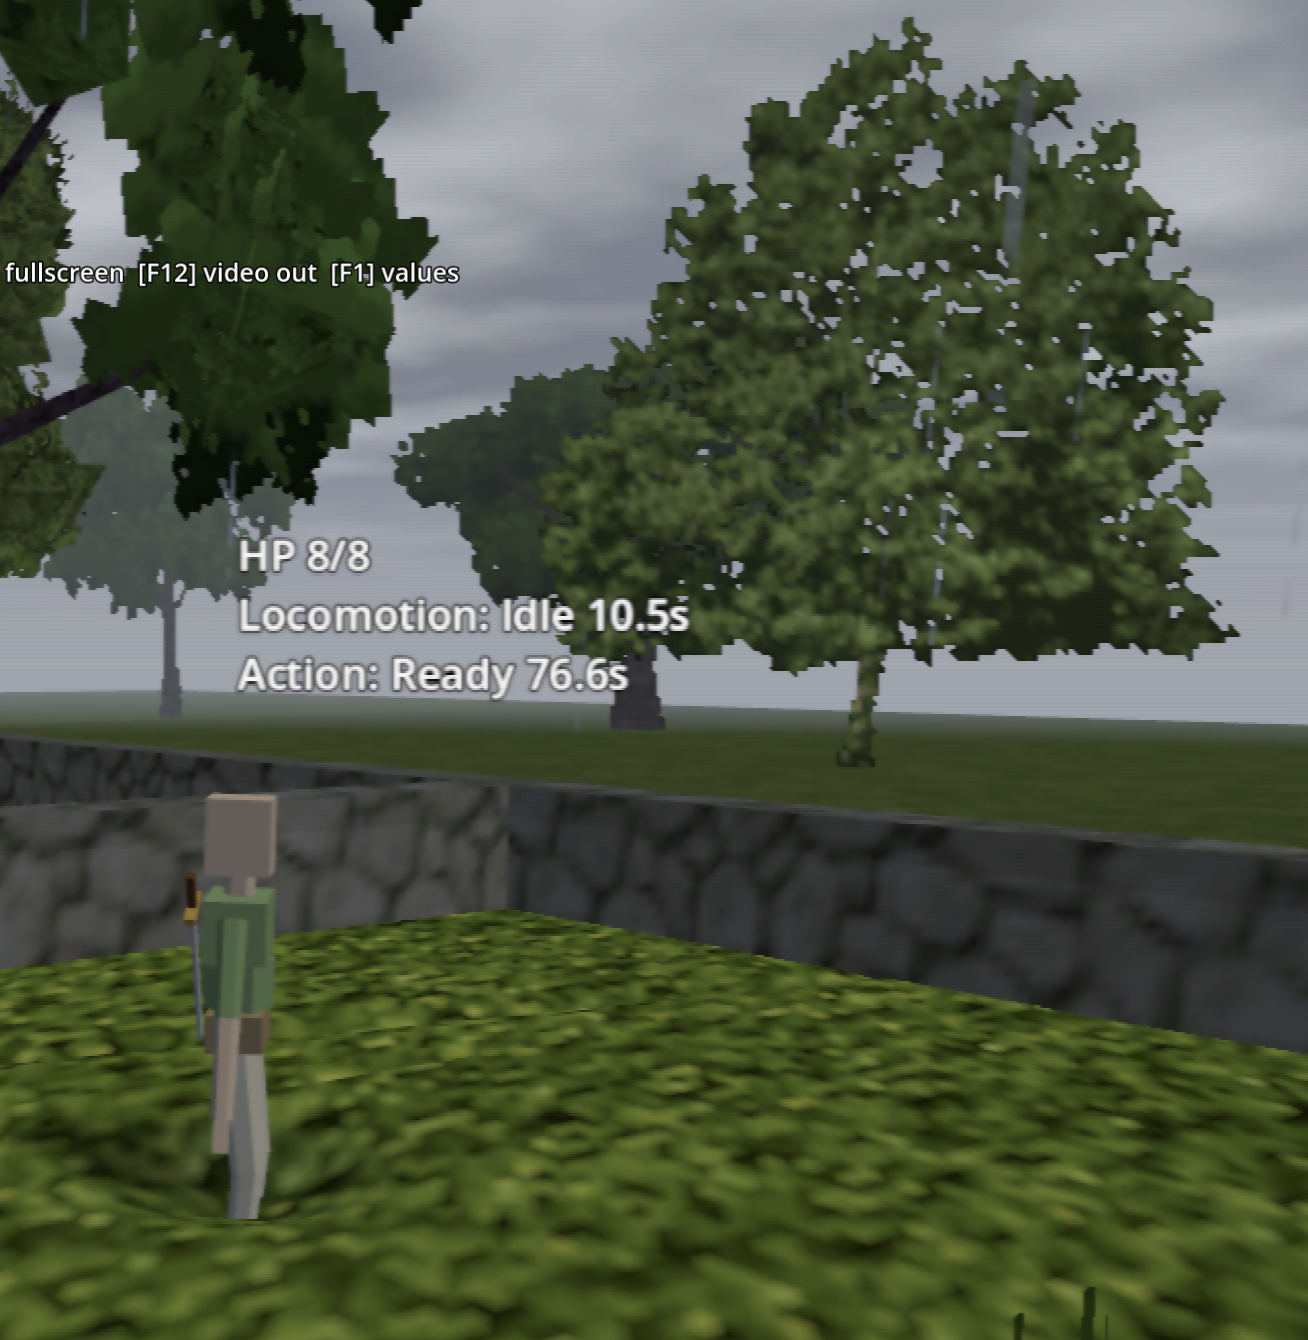 fullscreen [F12] video out [F1] values
HP 8/8
Locomotion: Idle 10.5s
Action: Ready 76.6s